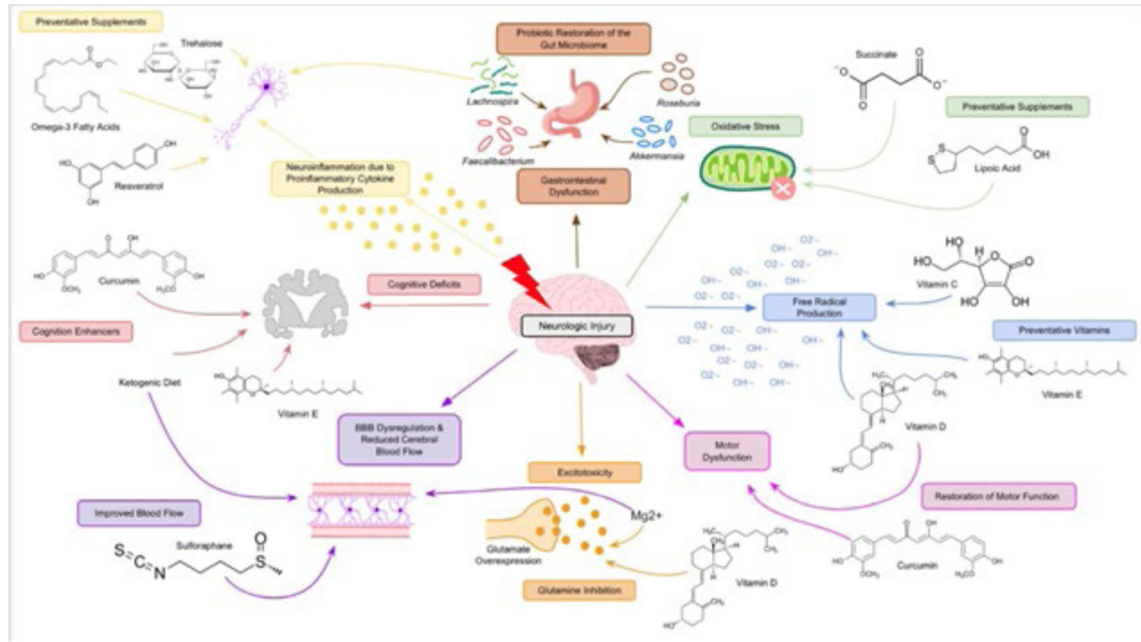 Preventative Supplements
Trehalose
Omega-3 Fatty Acids
Resveratrol
Neuroinflammation due to
Proinflammatory Cytokine
Production
Probiotic Restoration of the
Gut Microbiome
Lachnospira
Roseburia
Faecalibacterium
Akkermansia
Gastrointestinal
Dysfunction
Oxidative Stress
Succinate
Preventative Supplements
Lipoic Acid
Curcumin
Cognition Enhancers
Cognitive Deficits
Ketogenic Diet
Vitamin E
Neurologic Injury
Free Radical
Production
Vitamin C
Preventative Vitamins
Vitamin E
Vitamin D
BBB Dysregulation &
Reduced Cerebral
Blood Flow
Improved Blood Flow
Sulforaphane
Excitotoxicity
Mg2+
Glutamate
Overexpression
Glutamine Inhibition
Vitamin D
Motor
Dysfunction
Restoration of Motor Function
Curcumin